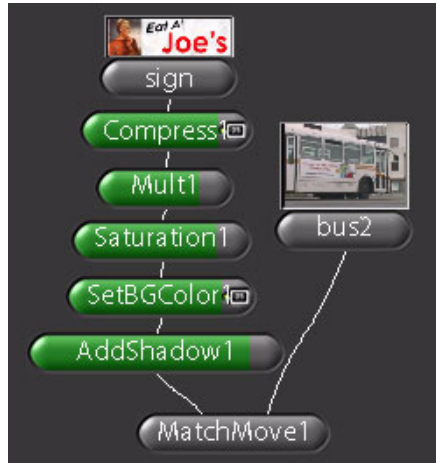 Eat A'
Joe's
sign
Compress1
Mult1
Saturation1
bus2
SetBGColor1
AddShadow1
MatchMove1